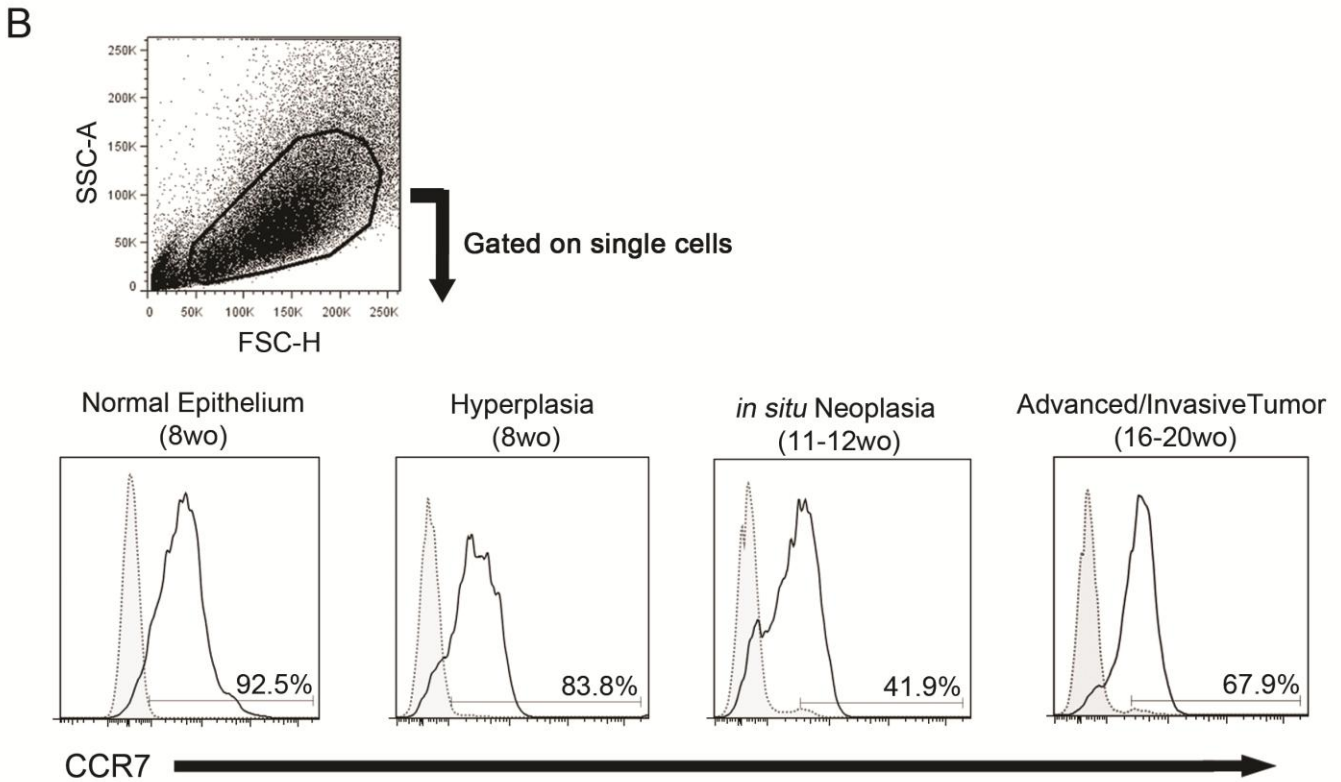 B
250K
200K
150K
100K
50K
0
SSC-A
0 50K 100K 150K 200K 250K
FSC-H
Gated on single cells
Normal Epithelium
(8wo)
Hyperplasia
(8wo)
in situ Neoplasia
(11-12wo)
Advanced/InvasiveTumor
(16-20wo)
92.5%
83.8%
41.9%
67.9%
CCR7